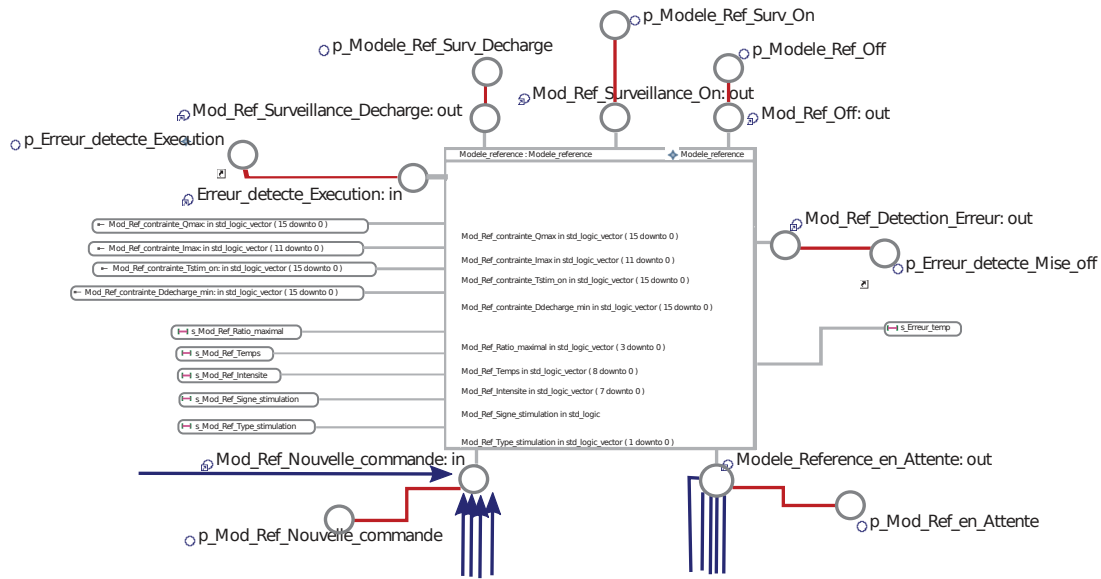 p_Modele_Ref_Surv_On
p_Modele_Ref_Surv_Decharge
p_Modele_Ref_Off
Mod_Ref_Surveillance_Decharge: out
Mod_Ref_Surveillance_On: out
Mod_Ref_Off: out
p_Erreur_detecte_Execution
Modele_reference : Modele_reference
Modele_reference
Erreur_detecte_Execution: in
Mod_Ref_Detection_Erreur: out
p_Erreur_detecte_Mise_off
Mod_Ref_contrainte_Qmax: in std_logic_vector ( 15 downto 0 )
Mod_Ref_contrainte_Imax: in std_logic_vector ( 11 downto 0 )
Mod_Ref_contrainte_Tstim_on: in std_logic_vector ( 15 downto 0 )
Mod_Ref_contrainte_Ddecharge_min: in std_logic_vector ( 15 downto 0 )
Mod_Ref_contrainte_Qmax in std_logic_vector ( 15 downto 0 )
Mod_Ref_contrainte_Imax in std_logic_vector ( 11 downto 0 )
Mod_Ref_contrainte_Tstim_on in std_logic_vector ( 15 downto 0 )
Mod_Ref_contrainte_Ddecharge_min in std_logic_vector ( 15 downto 0 )
s_Mod_Ref_Ratio_maximal
s_Mod_Ref_Temps
s_Mod_Ref_Intensite
s_Mod_Ref_Signe_stimulation
s_Mod_Ref_Type_stimulation
Mod_Ref_Ratio_maximal in std_logic_vector ( 3 downto 0 )
Mod_Ref_Temps in std_logic_vector ( 8 downto 0 )
Mod_Ref_Intensite in std_logic_vector ( 7 downto 0 )
Mod_Ref_Signe_stimulation in std_logic
Mod_Ref_Type_stimulation in std_logic_vector ( 1 downto 0 )
s_Erreur_temp
Mod_Ref_Nouvelle_commande: in
Modele_Reference_en_Attente: out
p_Mod_Ref_Nouvelle_commande
p_Mod_Ref_en_Attente